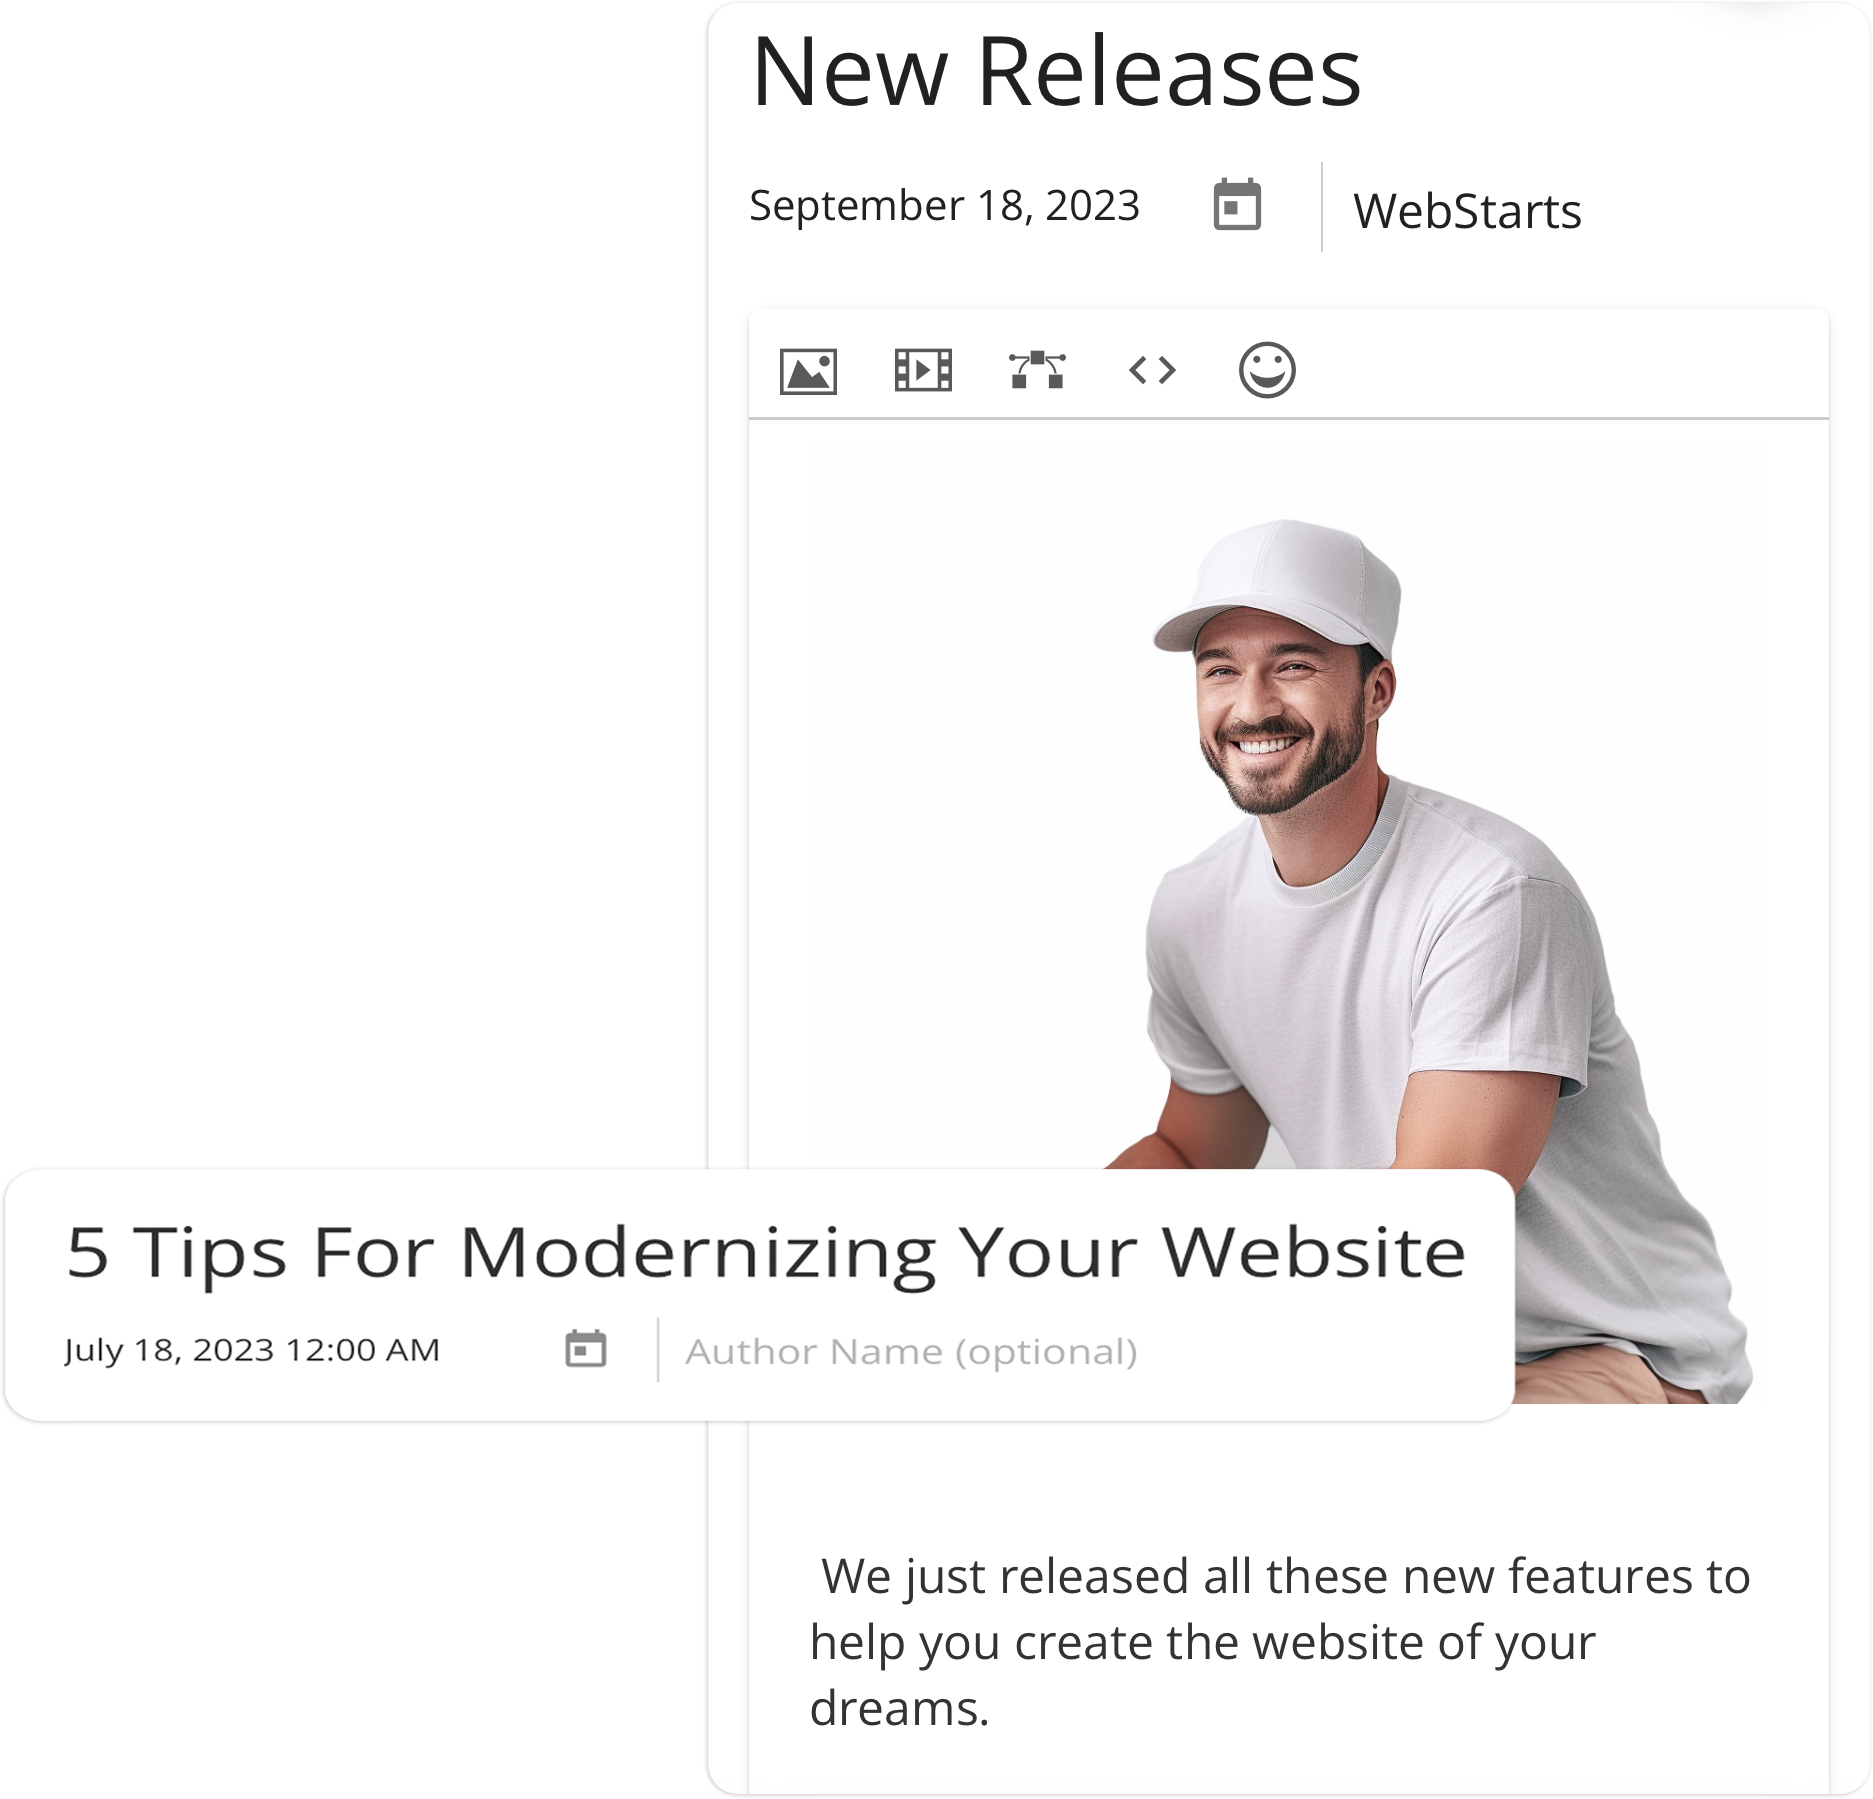 New Releases
September 18, 2023
WebStarts
5 Tips For Modernizing Your Website
July 18, 2023 12:00 AM
Author Name (optional)
We just released all these new features to
help you create the website of your
dreams.